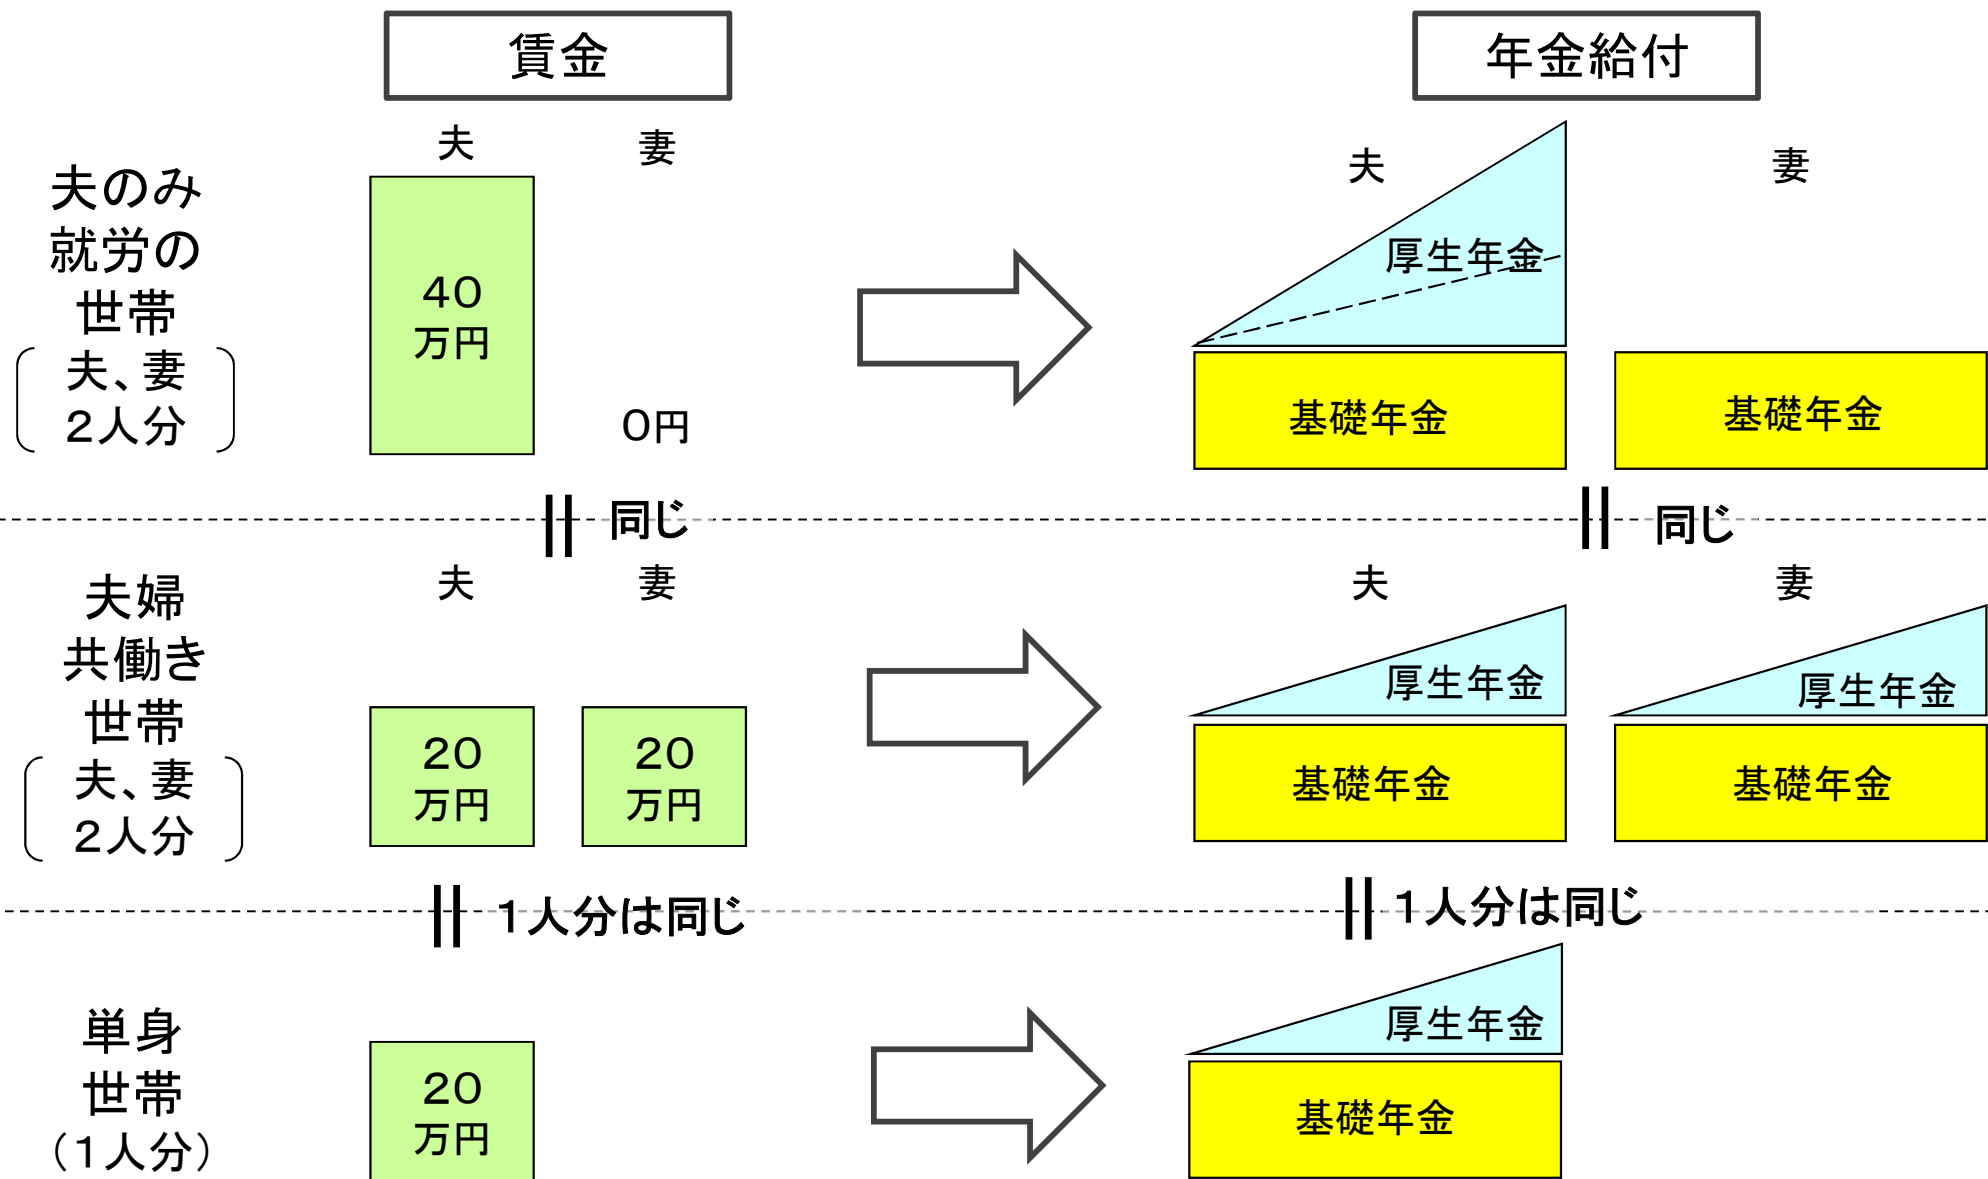 賃金
年金給付
夫
妻
夫
妻
夫のみ
就労の
世帯
夫、妻
２人分
４０
万円
０円
厚生年金
基礎年金
基礎年金
同じ
同じ
夫
妻
夫
妻
夫婦
共働き
世帯
夫、妻
２人分
２０
万円
２０
万円
厚生年金
厚生年金
基礎年金
基礎年金
１人分は同じ
１人分は同じ
単身
世帯
（１人分）
２０
万円
厚生年金
基礎年金